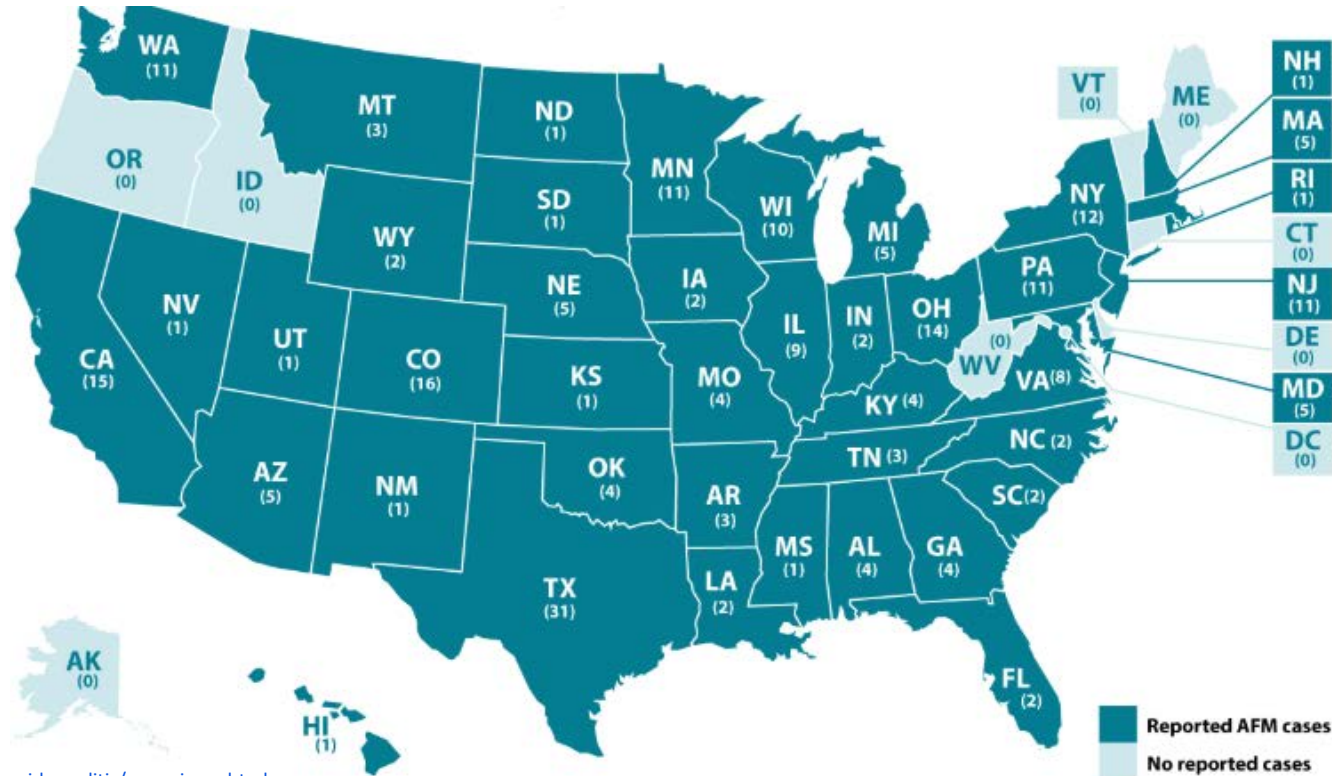 WA
(11)
MT
(3)
ND
(1)
MN
(11)
OR
(0)
ID
(0)
SD
(1)
WI
(10)
MI
(5)
WY
(2)
NE
(5)
IA
(2)
NV
(1)
UT
(1)
CO
(16)
CA
(15)
KS
(1)
MO
(4)
IL
(9)
IN
(2)
OH
(14)
PA
(11)
NY
(12)
VT
(0)
ME
(0)
NH
(1)
MA
(5)
RI
(1)
CT
(0)
NJ
(11)
DE
(0)
MD
(5)
DC
(0)
(0)
WV
VA(8)
KY (4)
TN (3)
NC (2)
SC(2)
AZ
(5)
NM
(1)
OK
(4)
AR
(3)
TX
(31)
LA
(2)
MS
(1)
AL
(4)
GA
(4)
FL
(2)
AK
(0)
HI
(1)
Reported AFM cases
No reported cases